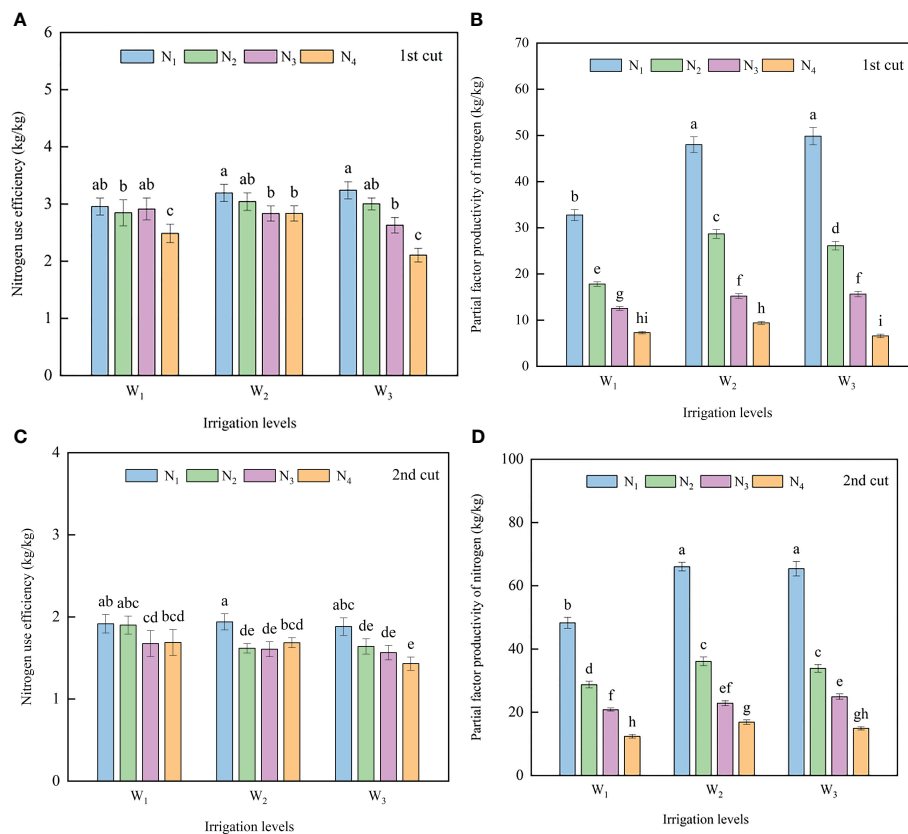 A
6
N1 N2 N3 N4 1st cut
5
4
3
2
1
0
Nitrogen use efficiency (kg/kg)
ab b ab c
a ab b b
a ab b c
W1 W2 W3
Irrigation levels
B
70
N1 N2 N3 N4 1st cut
60
50
40
30
20
10
0
Partial factor productivity of nitrogen (kg/kg)
b e g hi
a c f h
a d f i
W1 W2 W3
Irrigation levels
C
4
N1 N2 N3 N4 2nd cut
3
2
1
0
Nitrogen use efficiency (kg/kg)
ab abc cd bcd
a de de bcd
abc de de e
W1 W2 W3
Irrigation levels
D
100
N1 N2 N3 N4 2nd cut
80
60
40
20
0
Partial factor productivity of nitrogen (kg/kg)
b d f h
a c ef g
a c e gh
W1 W2 W3
Irrigation levels